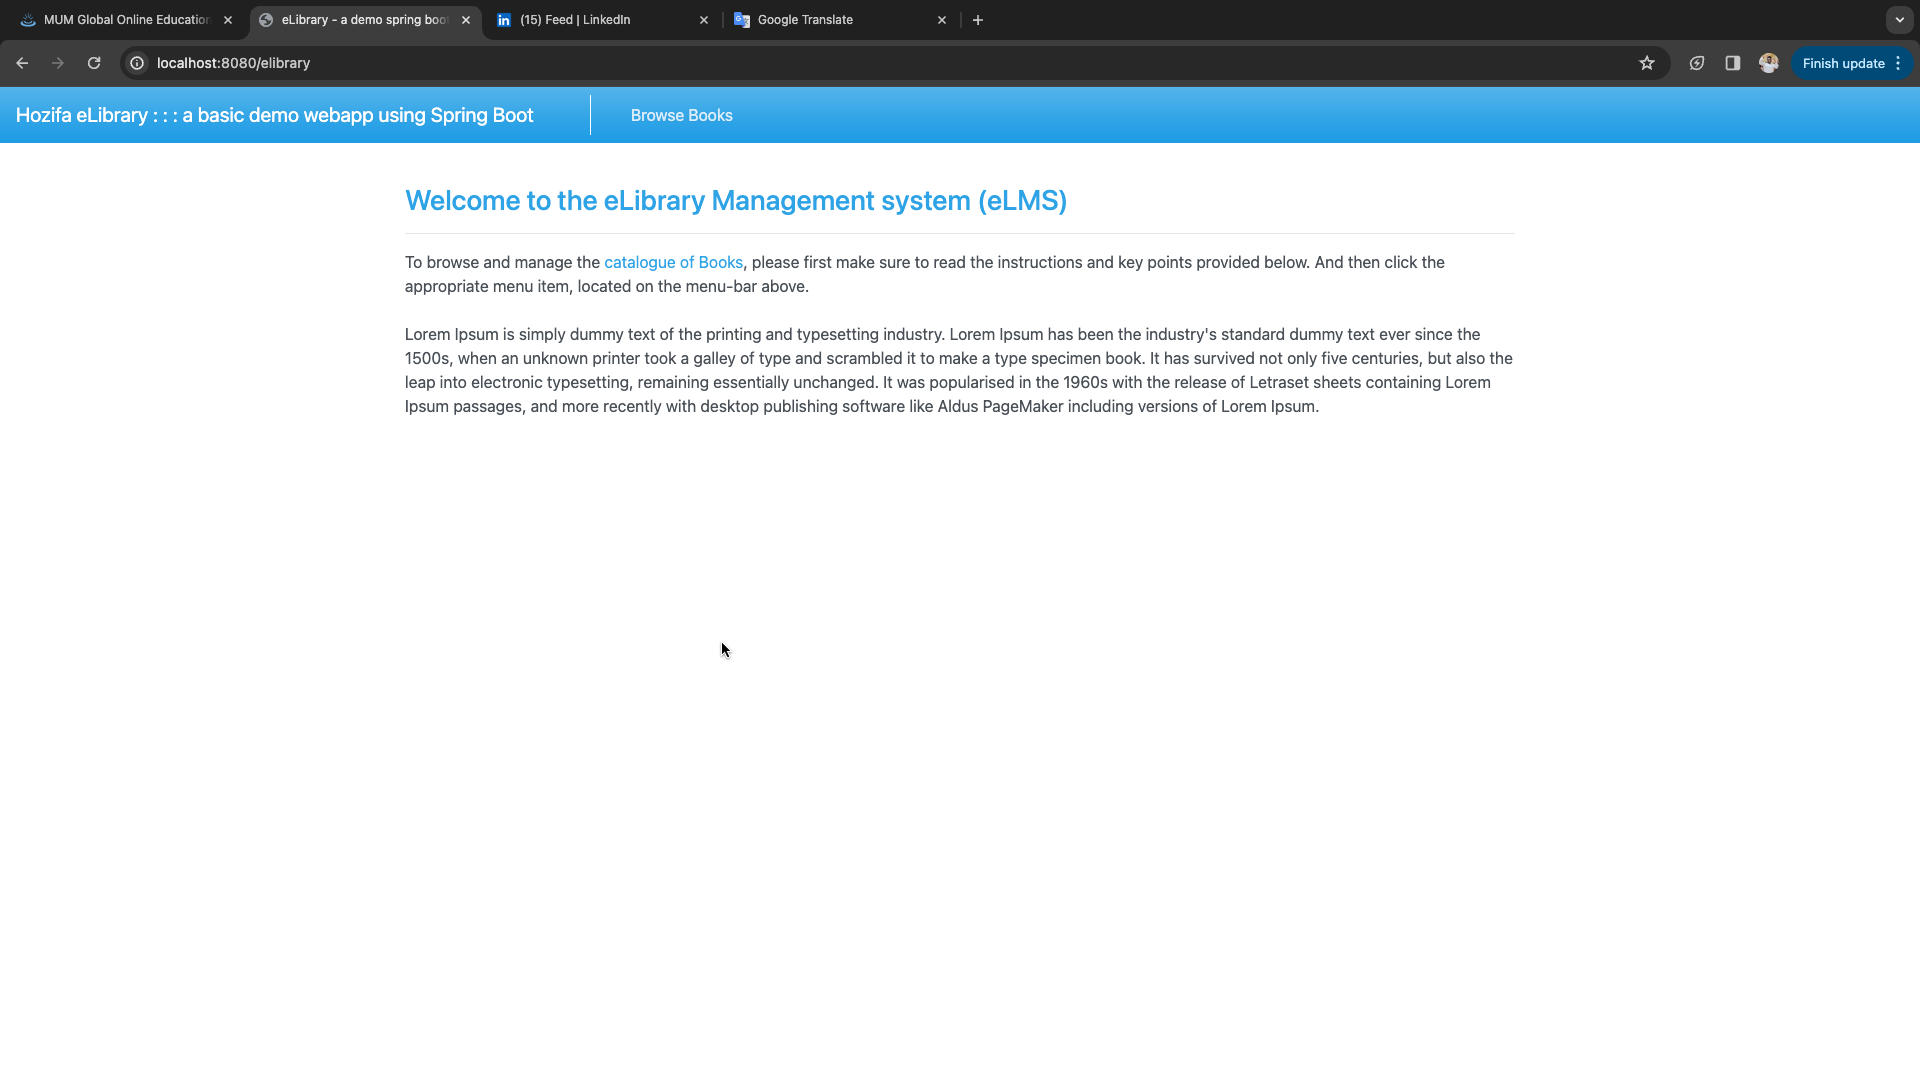 MUM Global Online Education
eLibrary - a demo spring boot
(15) Feed | LinkedIn
Google Translate
localhost:8080/elibrary
Finish update
Hozifa eLibrary : : : a basic demo webapp using Spring Boot
Browse Books
Welcome to the eLibrary Management system (eLMS)
To browse and manage the catalogue of Books, please first make sure to read the instructions and key points provided below. And then click the
appropriate menu item, located on the menu-bar above.
Lorem Ipsum is simply dummy text of the printing and typesetting industry. Lorem Ipsum has been the industry's standard dummy text ever since the
1500s, when an unknown printer took a galley of type and scrambled it to make a type specimen book. It has survived not only five centuries, but also the
leap into electronic typesetting, remaining essentially unchanged. It was popularised in the 1960s with the release of Letraset sheets containing Lorem
Ipsum passages, and more recently with desktop publishing software like Aldus PageMaker including versions of Lorem Ipsum.